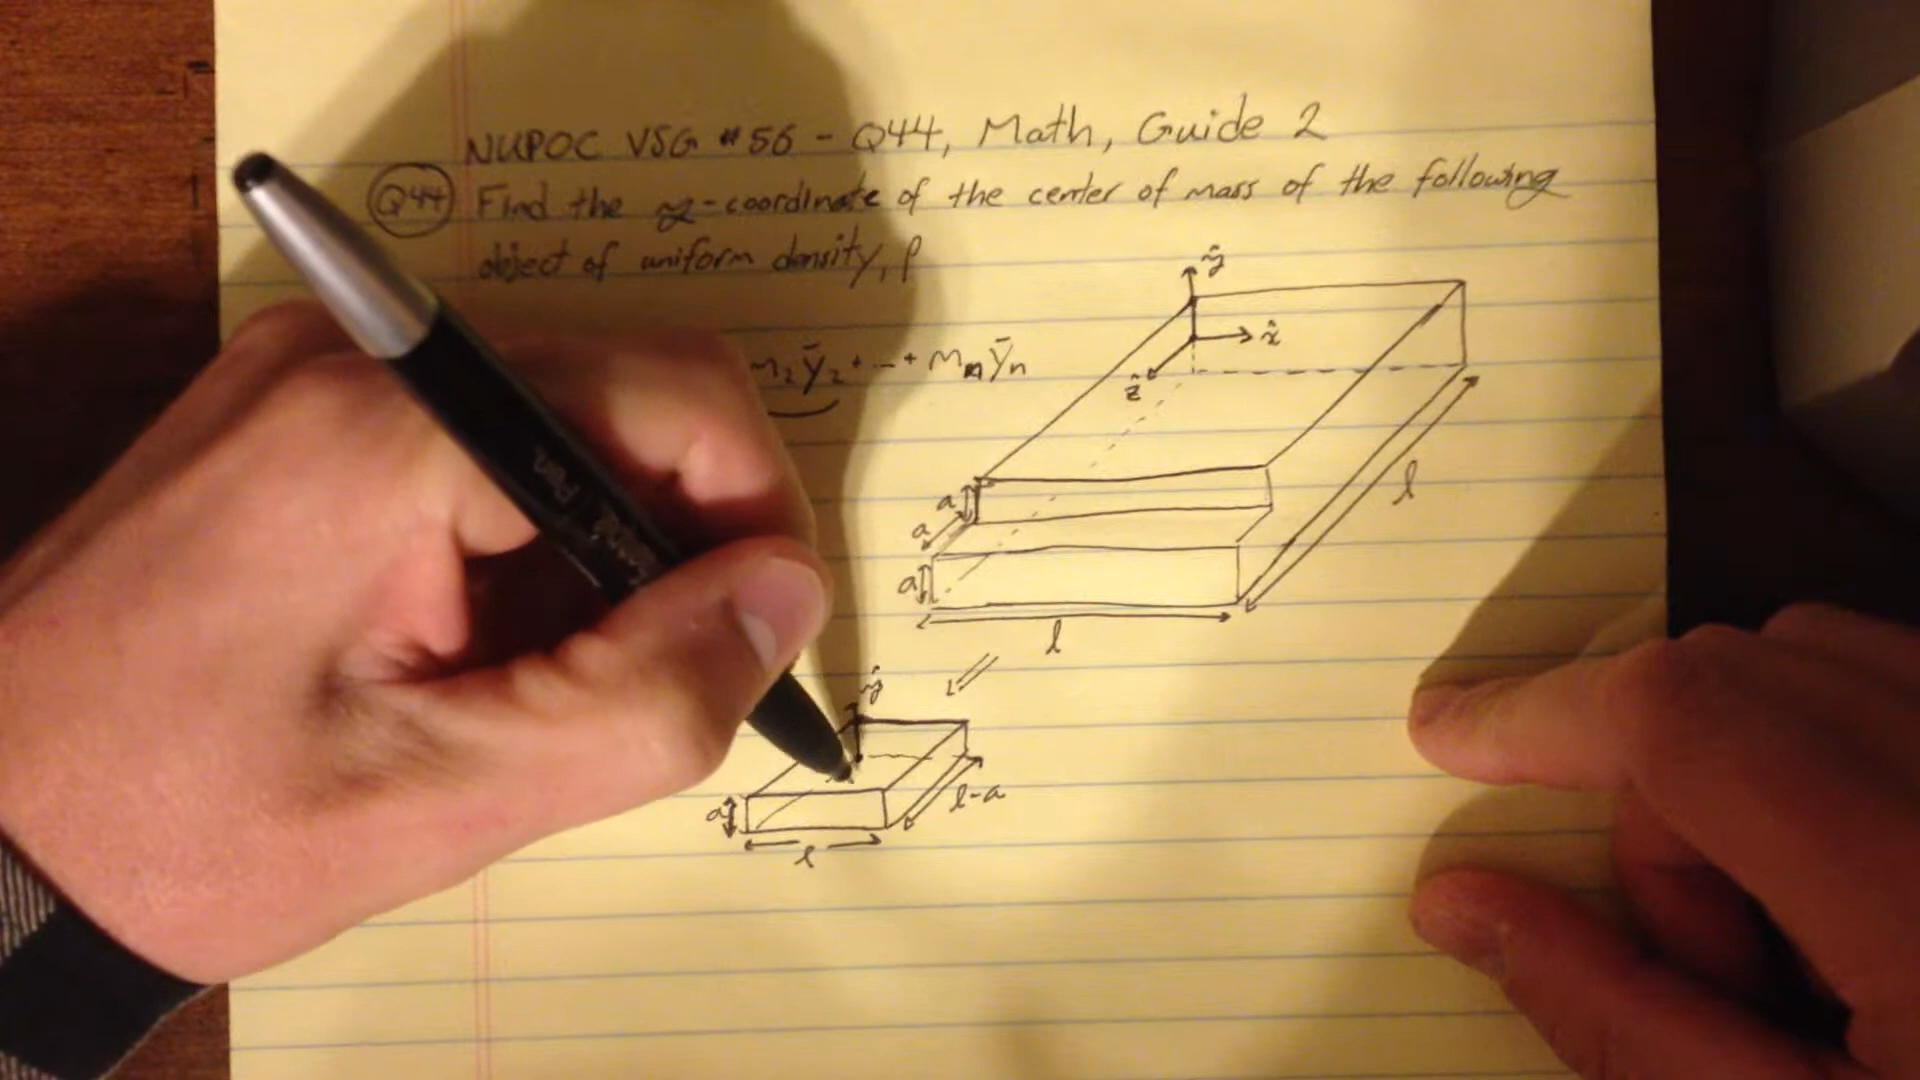 NUPOC VSG #56 - Q44, Math, Guide 2
Q44 Find the y-coordinate of the center of mass of the following
object of uniform density, ρ
m₂ȳ₂ + --- + mₙȳₙ
ŷ
x̂
ẑ
a
a
a
l
l
ŷ
a
l
l-a
Pen